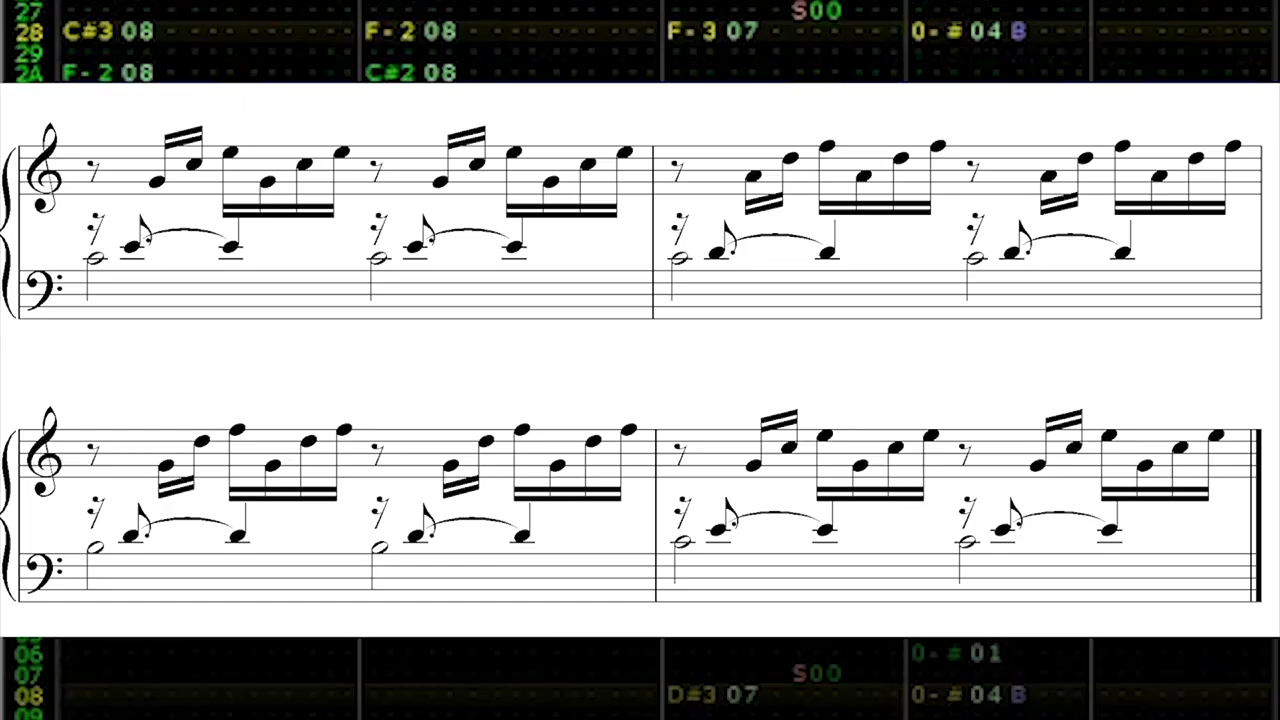 27 S00
28 C#3 08 F-2 08 F-3 07 0-# 04 B
29
2A F-2 08 C#2 08
06 0-# 01
07 S00
08 D#3 07 0-# 04 B
09